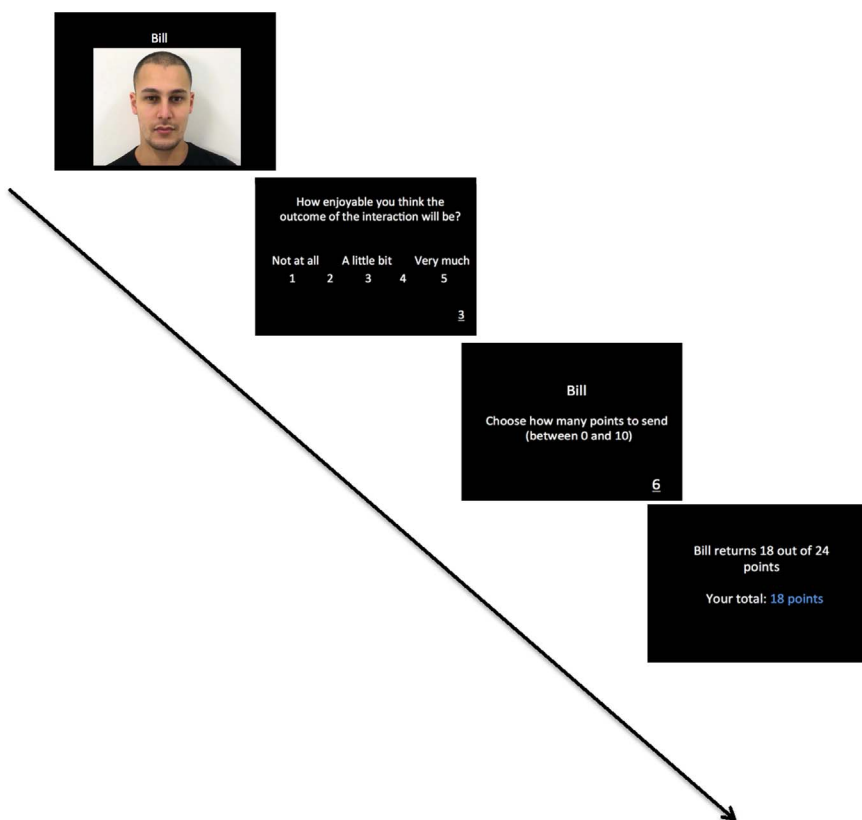 Bill
How enjoyable you think the
outcome of the interaction will be?
Not at all A little bit Very much
1 2 3 4 5
3
Bill
Choose how many points to send
(between 0 and 10)
6
Bill returns 18 out of 24
points
Your total: 18 points